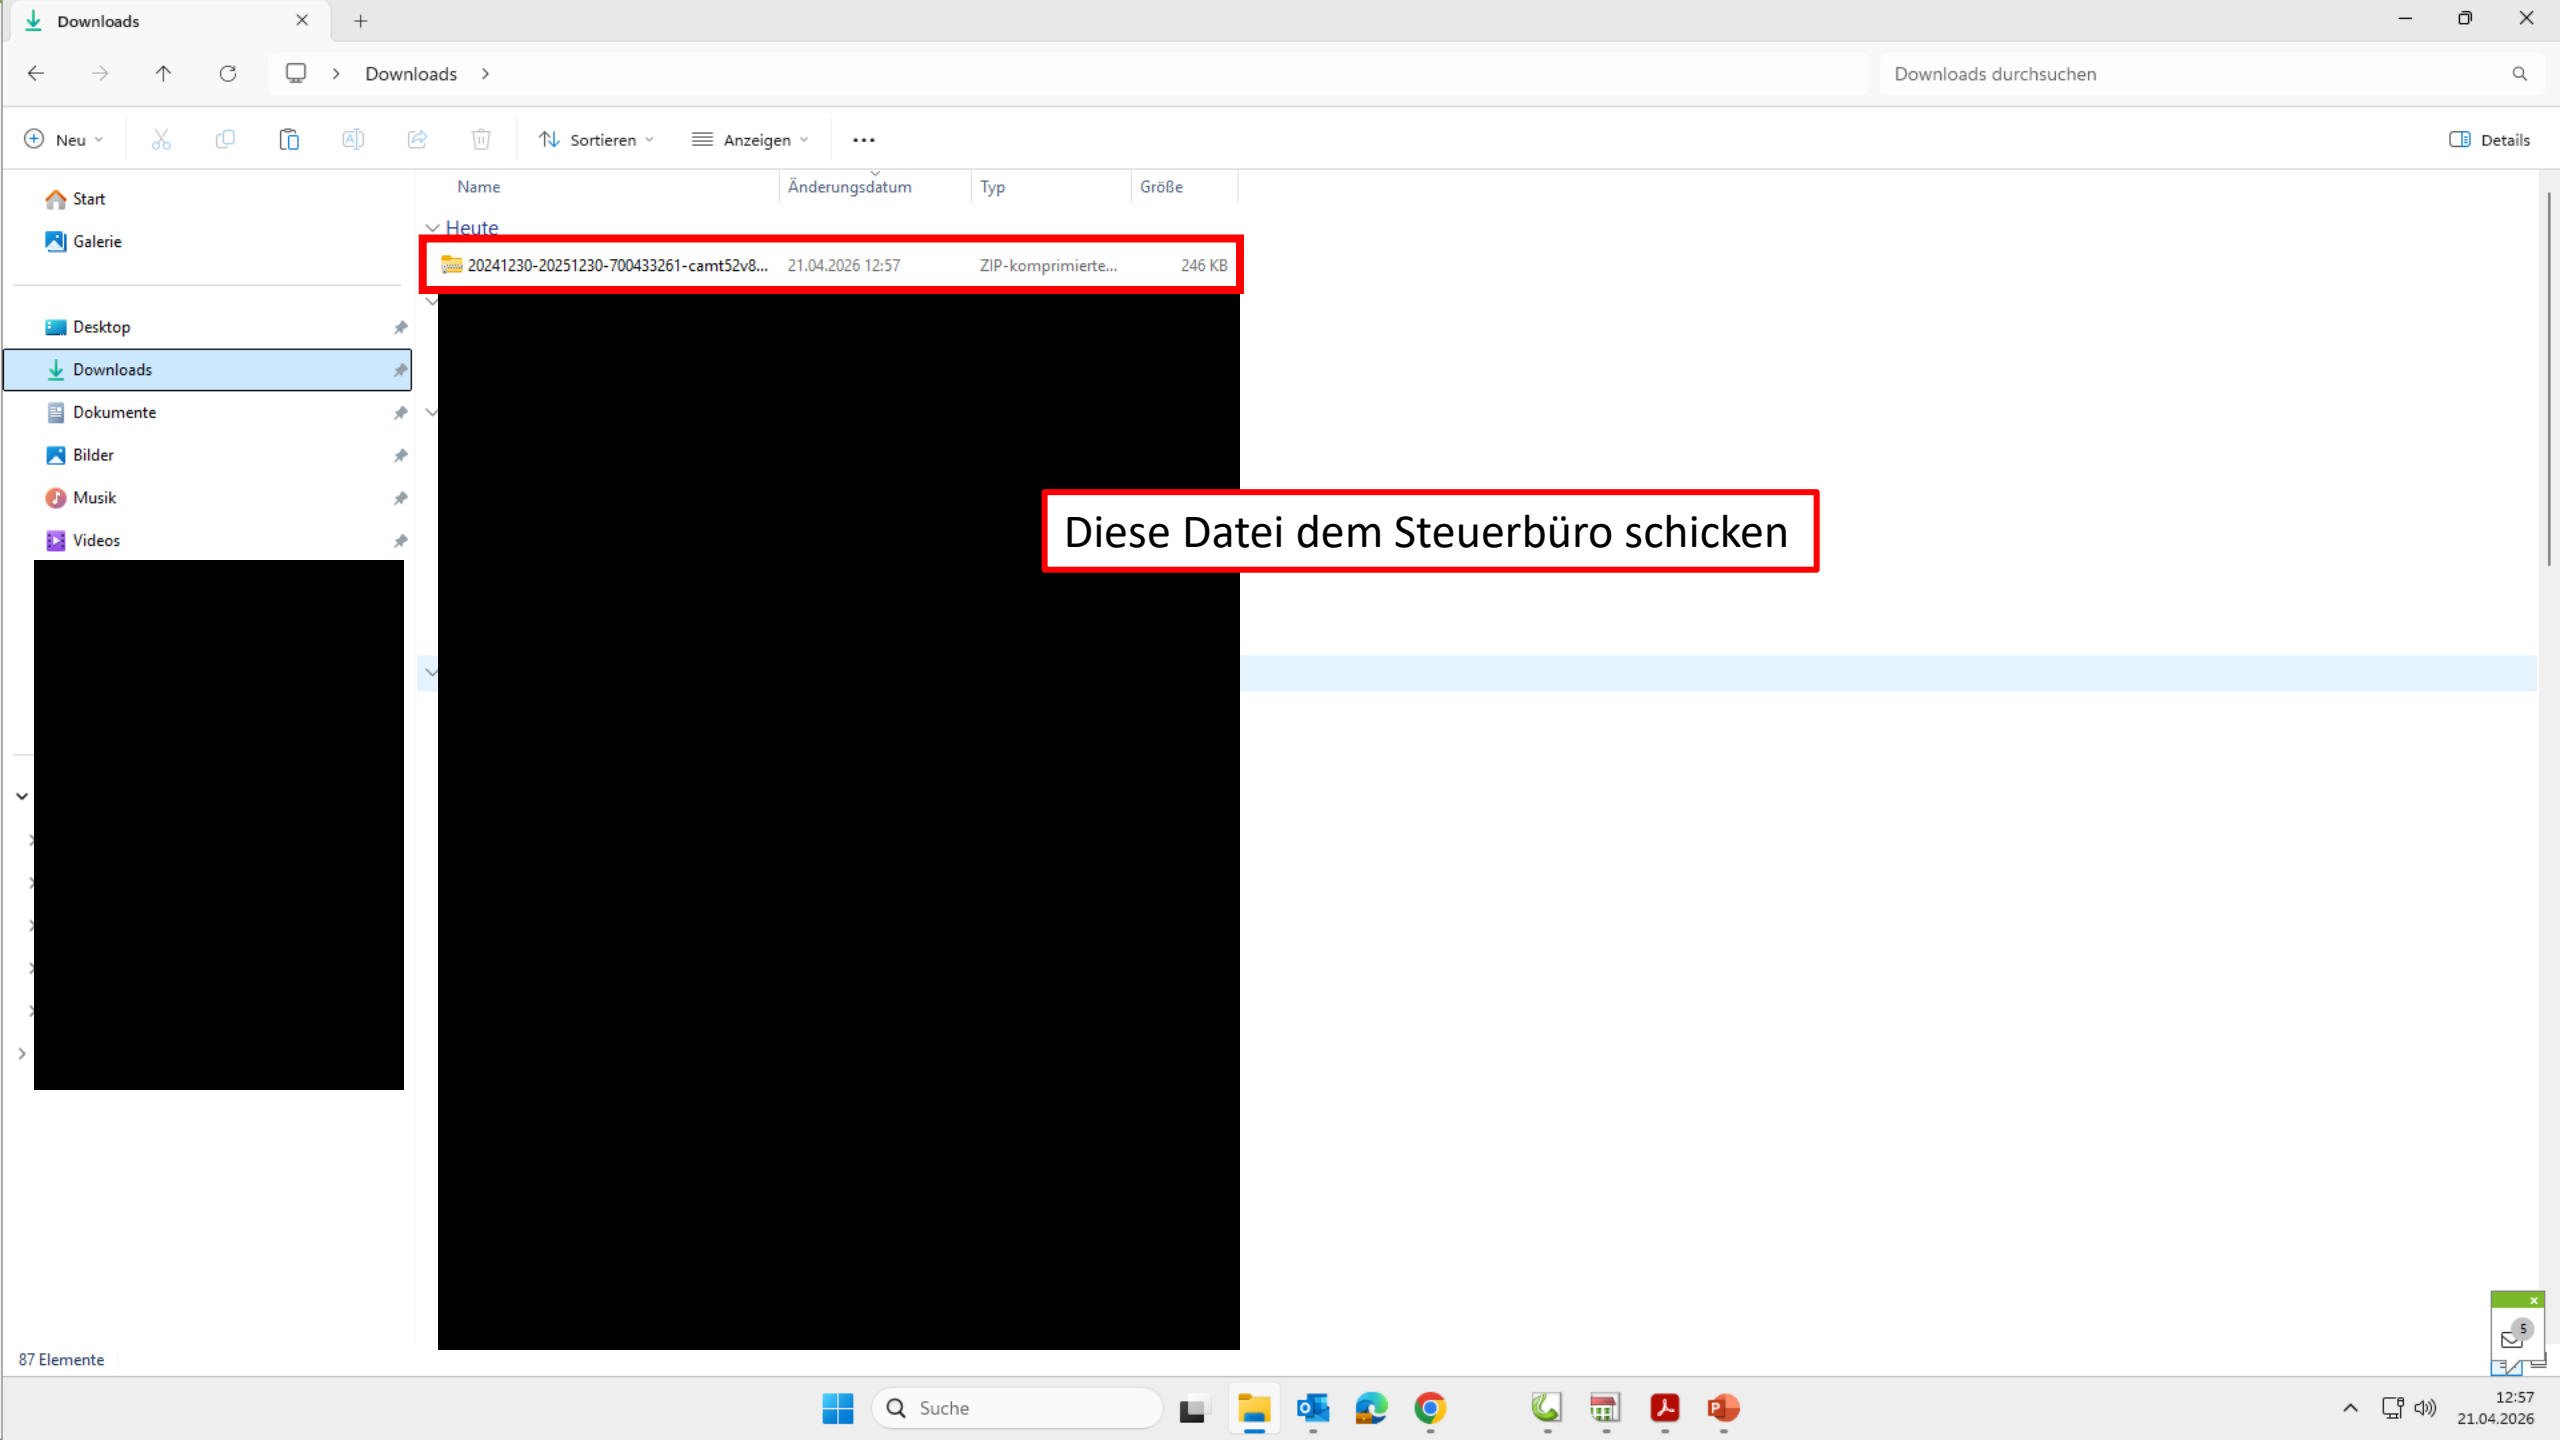 Downloads
Downloads
Downloads durchsuchen
Neu
Sortieren
Anzeigen
Details
Start
Galerie
Desktop
Downloads
Dokumente
Bilder
Musik
Videos
Name Änderungsdatum Typ Größe
Heute
20241230-20251230-700433261-camt52v8... 21.04.2026 12:57 ZIP-komprimierte... 246 KB
Diese Datei dem Steuerbüro schicken
5
87 Elemente
Suche
12:57
21.04.2026